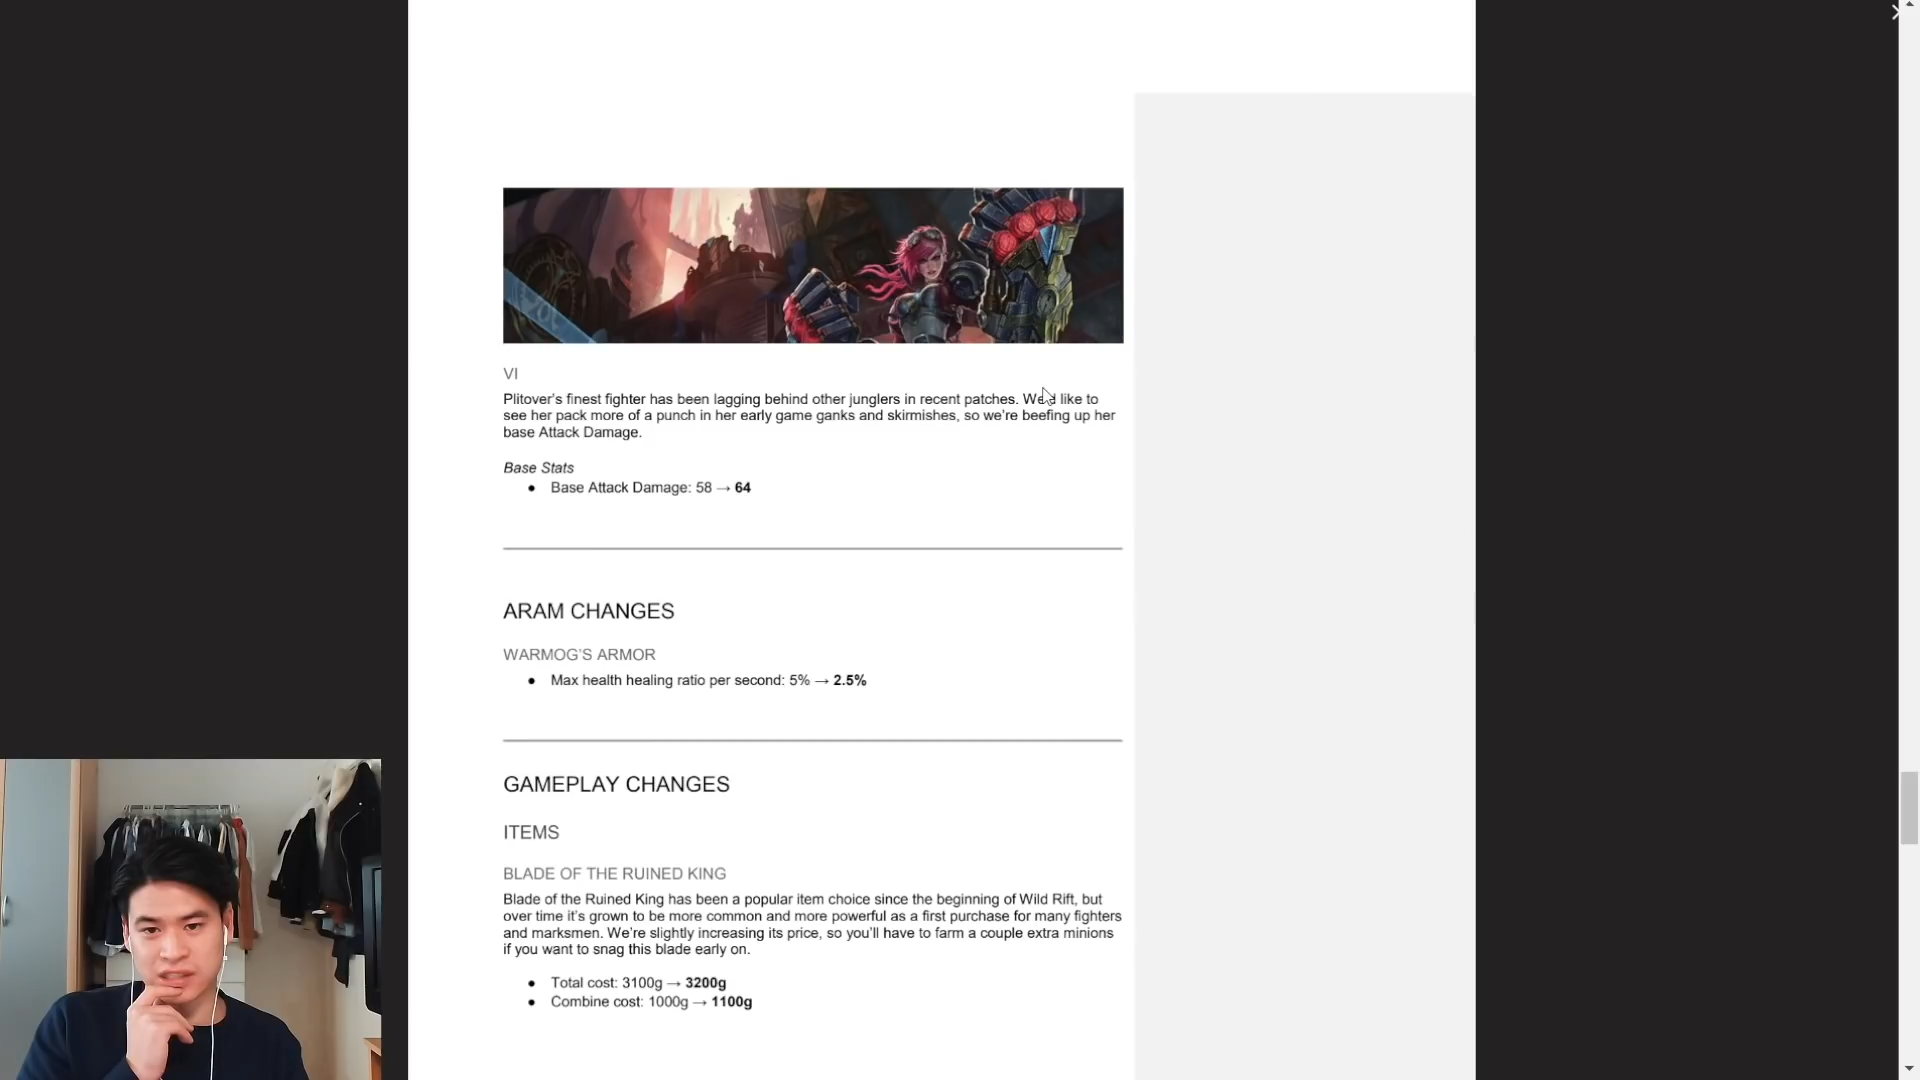 VI
Plitover's finest fighter has been lagging behind other junglers in recent patches. We'd like to
see her pack more of a punch in her early game ganks and skirmishes, so we're beefing up her
base Attack Damage.
Base Stats
● Base Attack Damage: 58 → 64
ARAM CHANGES
WARMOG'S ARMOR
● Max health healing ratio per second: 5% → 2.5%
GAMEPLAY CHANGES
ITEMS
BLADE OF THE RUINED KING
Blade of the Ruined King has been a popular item choice since the beginning of Wild Rift, but
over time it's grown to be more common and more powerful as a first purchase for many fighters
and marksmen. We're slightly increasing its price, so you'll have to farm a couple extra minions
if you want to snag this blade early on.
● Total cost: 3100g → 3200g
● Combine cost: 1000g → 1100g